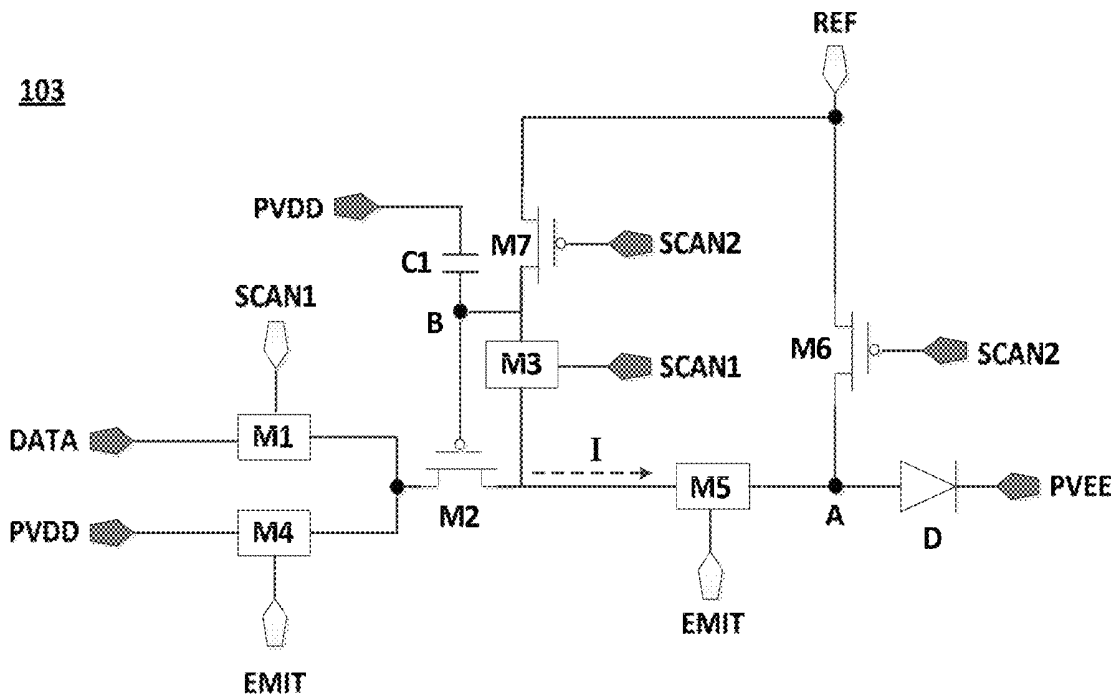 REF
103
PVDD
M7
SCAN2
C1
SCAN1
B
M3
SCAN1
M6
SCAN2
DATA
M1
I
M2
M5
A
D
PVEE
PVDD
M4
EMIT
EMIT